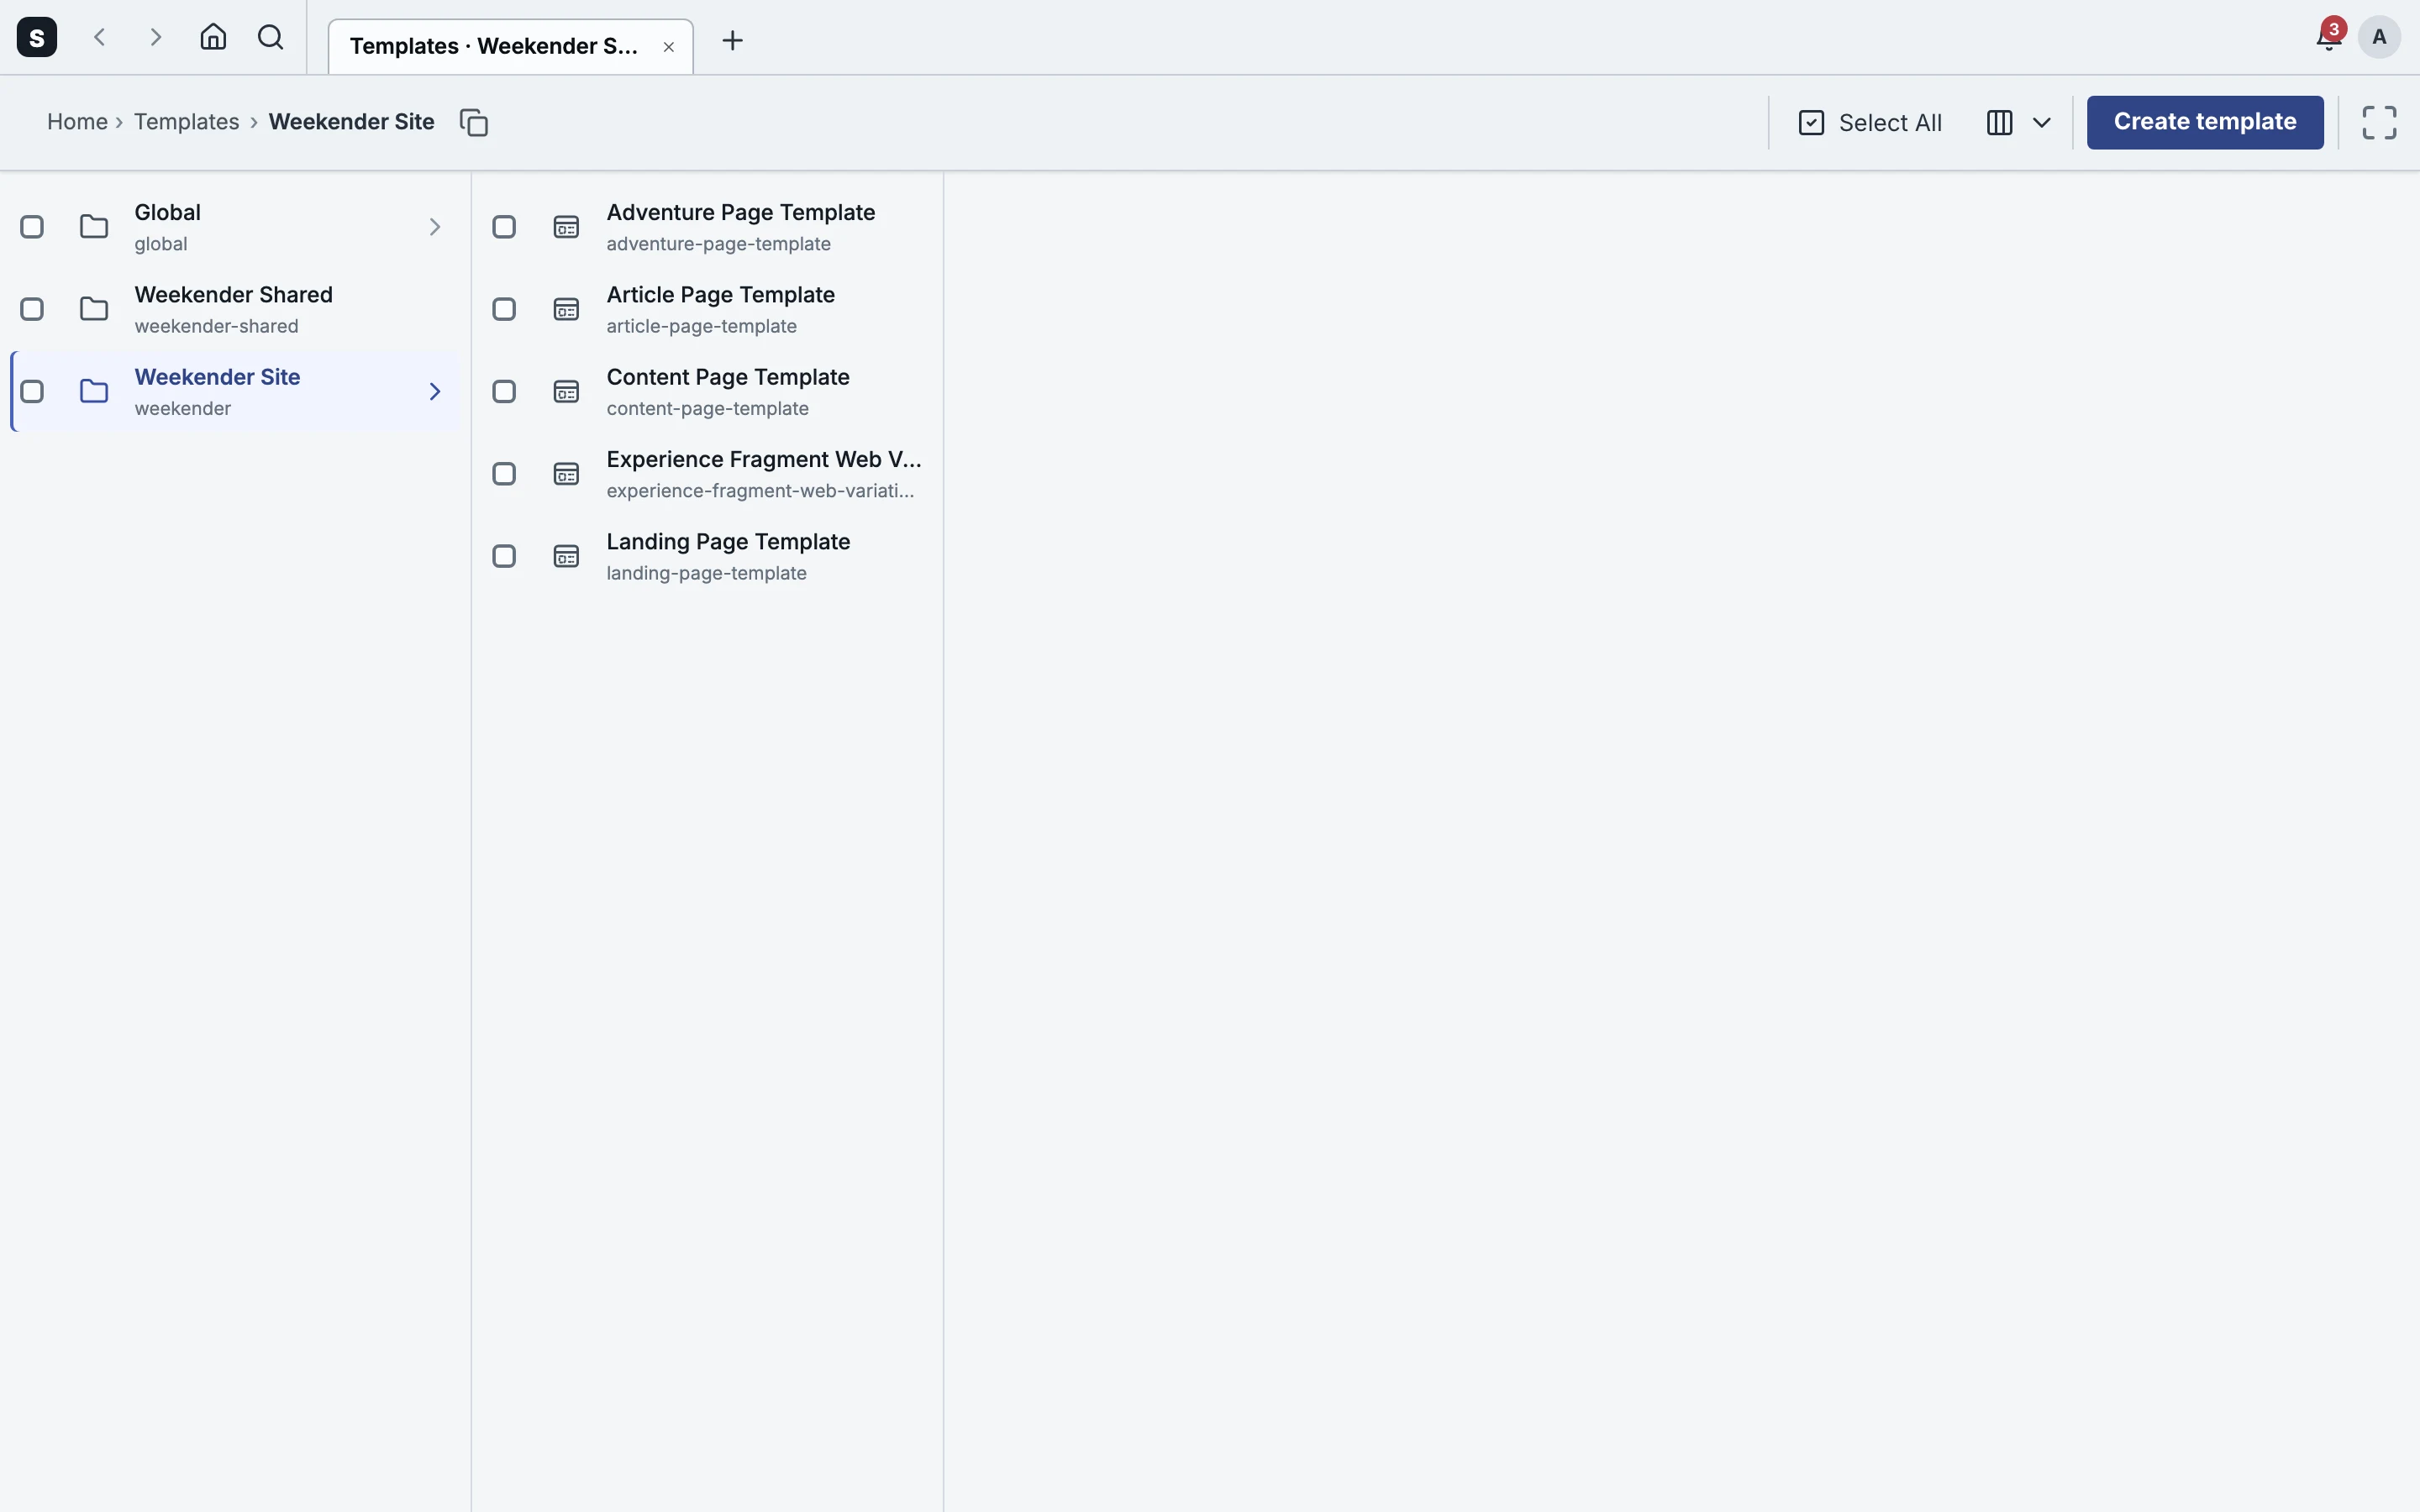 S
Templates · Weekender S...
3
A
Home › Templates › Weekender Site
Select All
Create template
Global
global
Weekender Shared
weekender-shared
Weekender Site
weekender
Adventure Page Template
adventure-page-template
Article Page Template
article-page-template
Content Page Template
content-page-template
Experience Fragment Web V...
experience-fragment-web-variati...
Landing Page Template
landing-page-template